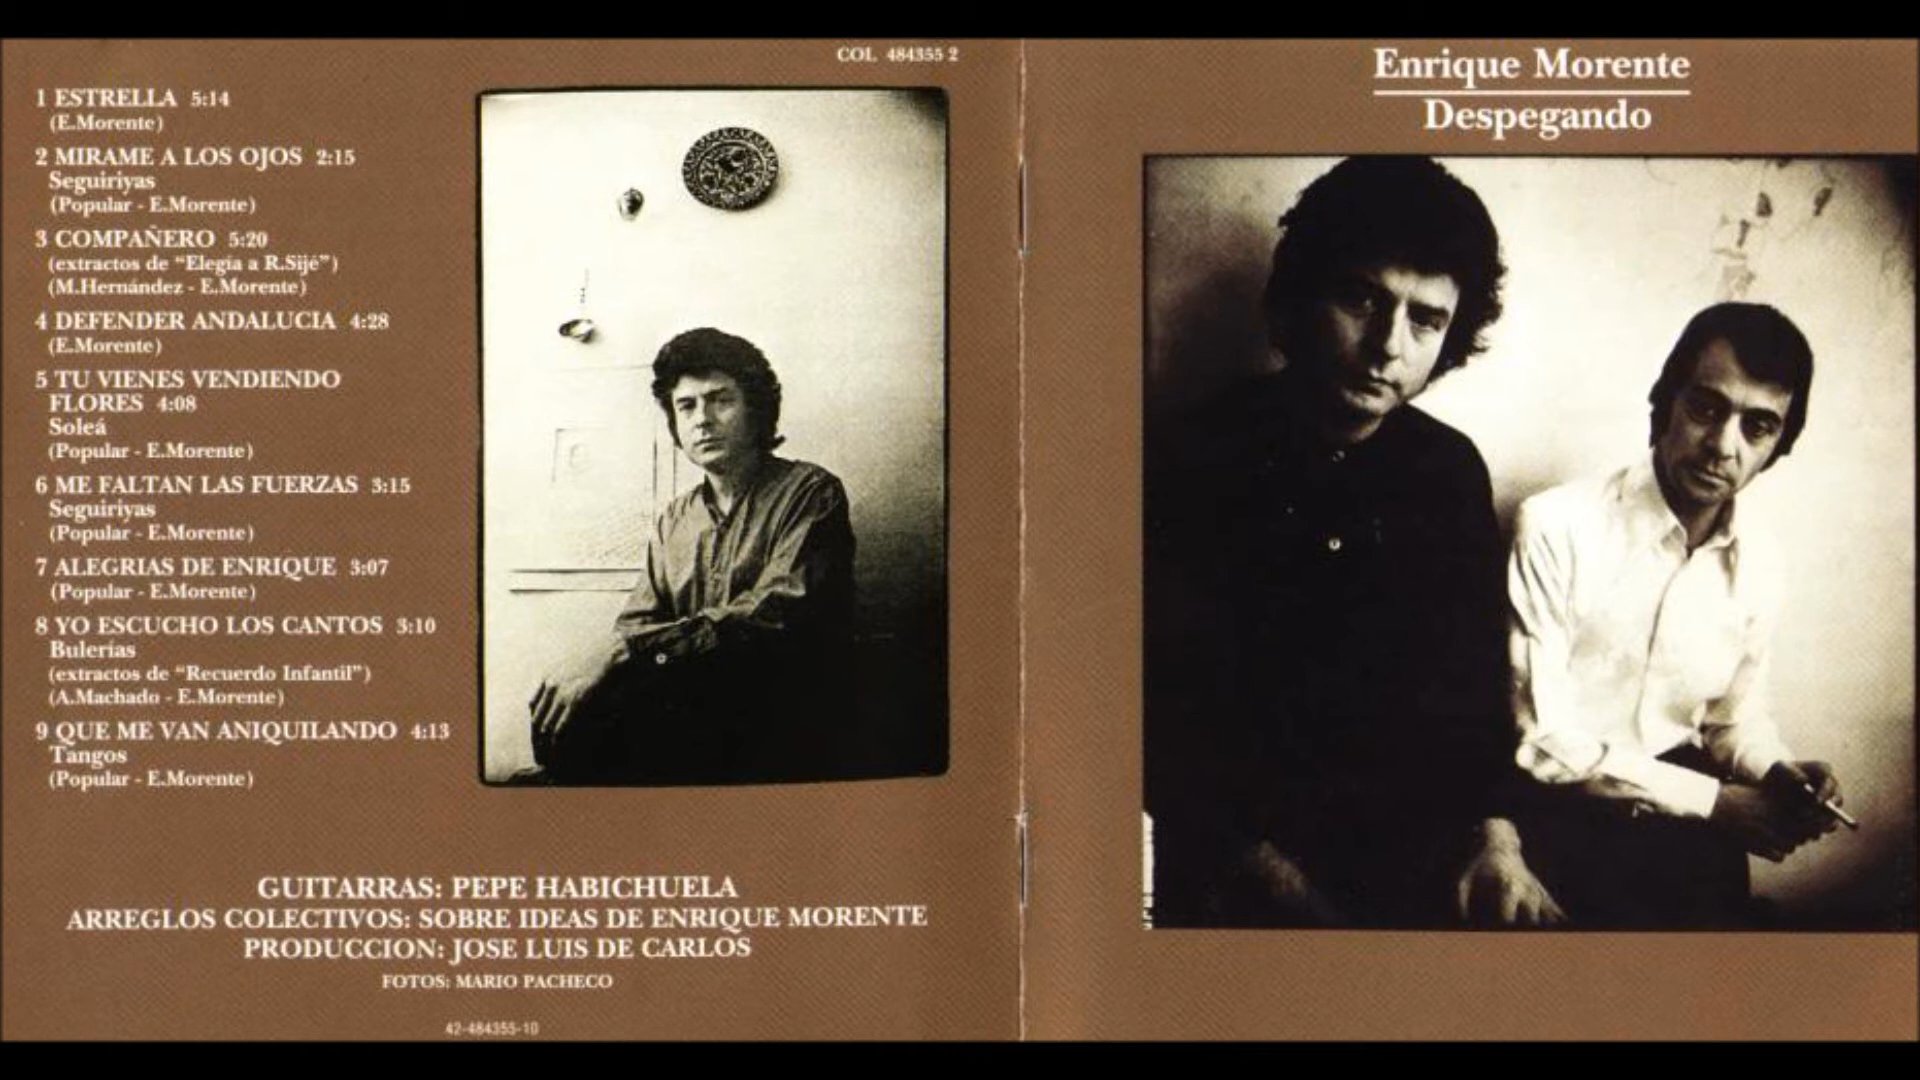 COL 484355 2
1 ESTRELLA 5:14
(E.Morente)
2 MIRAME A LOS OJOS 2:15
Seguiriyas
(Popular - E.Morente)
3 COMPAÑERO 5:20
(extractos de “Elegía a R.Sijé”)
(M.Hernández - E.Morente)
4 DEFENDER ANDALUCIA 4:28
(E.Morente)
5 TU VIENES VENDIENDO
FLORES 4:08
Soleá
(Popular - E.Morente)
6 ME FALTAN LAS FUERZAS 3:15
Seguiriyas
(Popular - E.Morente)
7 ALEGRIAS DE ENRIQUE 3:07
(Popular - E.Morente)
8 YO ESCUCHO LOS CANTOS 3:10
Bulerías
(extractos de “Recuerdo Infantil”)
(A.Machado - E.Morente)
9 QUE ME VAN ANIQUILANDO 4:13
Tangos
(Popular - E.Morente)
GUITARRAS: PEPE HABICHUELA
ARREGLOS COLECTIVOS: SOBRE IDEAS DE ENRIQUE MORENTE
PRODUCCION: JOSE LUIS DE CARLOS
FOTOS: MARIO PACHECO
42-484355-10
Enrique Morente
Despegando